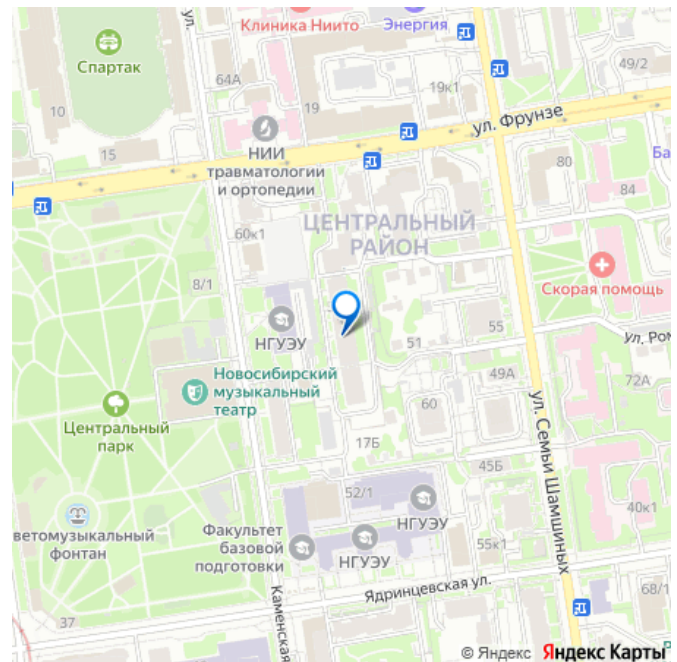 Клиника Ниито
Энергия
Спартак
ул.
64А
49/2
10
19к1
19
ул. Фрунзе
15
НИИ
травматологии
и ортопедии
80
Ба
84
60к1
ЦЕНТРАЛЬНЫЙ
РАЙОН
8/1
Скорая помощь
НГУЭУ
51
55
ул. Ром
Новосибирский
музыкальный
театр
49А
72А
60
Центральный
парк
17Б
ул. Семьи Шамшиных
45Б
52/1
НГУЭУ
40к1
ветомузыкальный
фонтан
Факультет
базовой
подготовки
НГУЭУ
55к1
Ядринцевская ул.
68/1
37
Каменская
© Яндекс Яндекс Карты